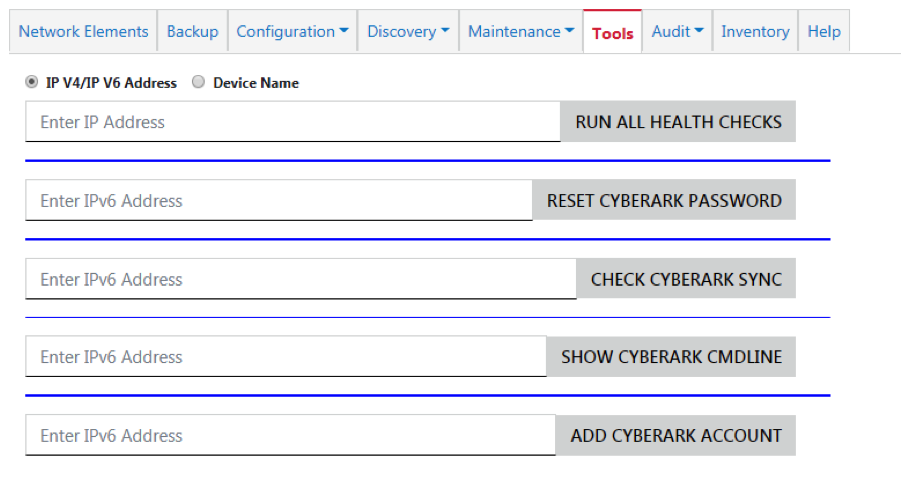 Network Elements Backup Configuration Discovery Maintenance Tools Audit Inventory Help
IP V4/IP V6 Address Device Name
Enter IP Address RUN ALL HEALTH CHECKS
Enter IPv6 Address RESET CYBERARK PASSWORD
Enter IPv6 Address CHECK CYBERARK SYNC
Enter IPv6 Address SHOW CYBERARK CMDLINE
Enter IPv6 Address ADD CYBERARK ACCOUNT